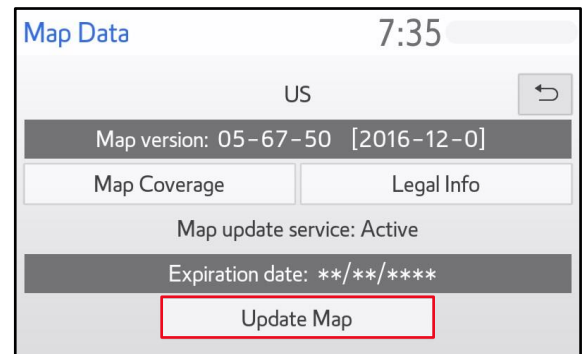 Map Data 7:35
US
Map version: 05-67-50 [2016-12-0]
Map Coverage Legal Info
Map update service: Active
Expiration date: **/**/****
Update Map